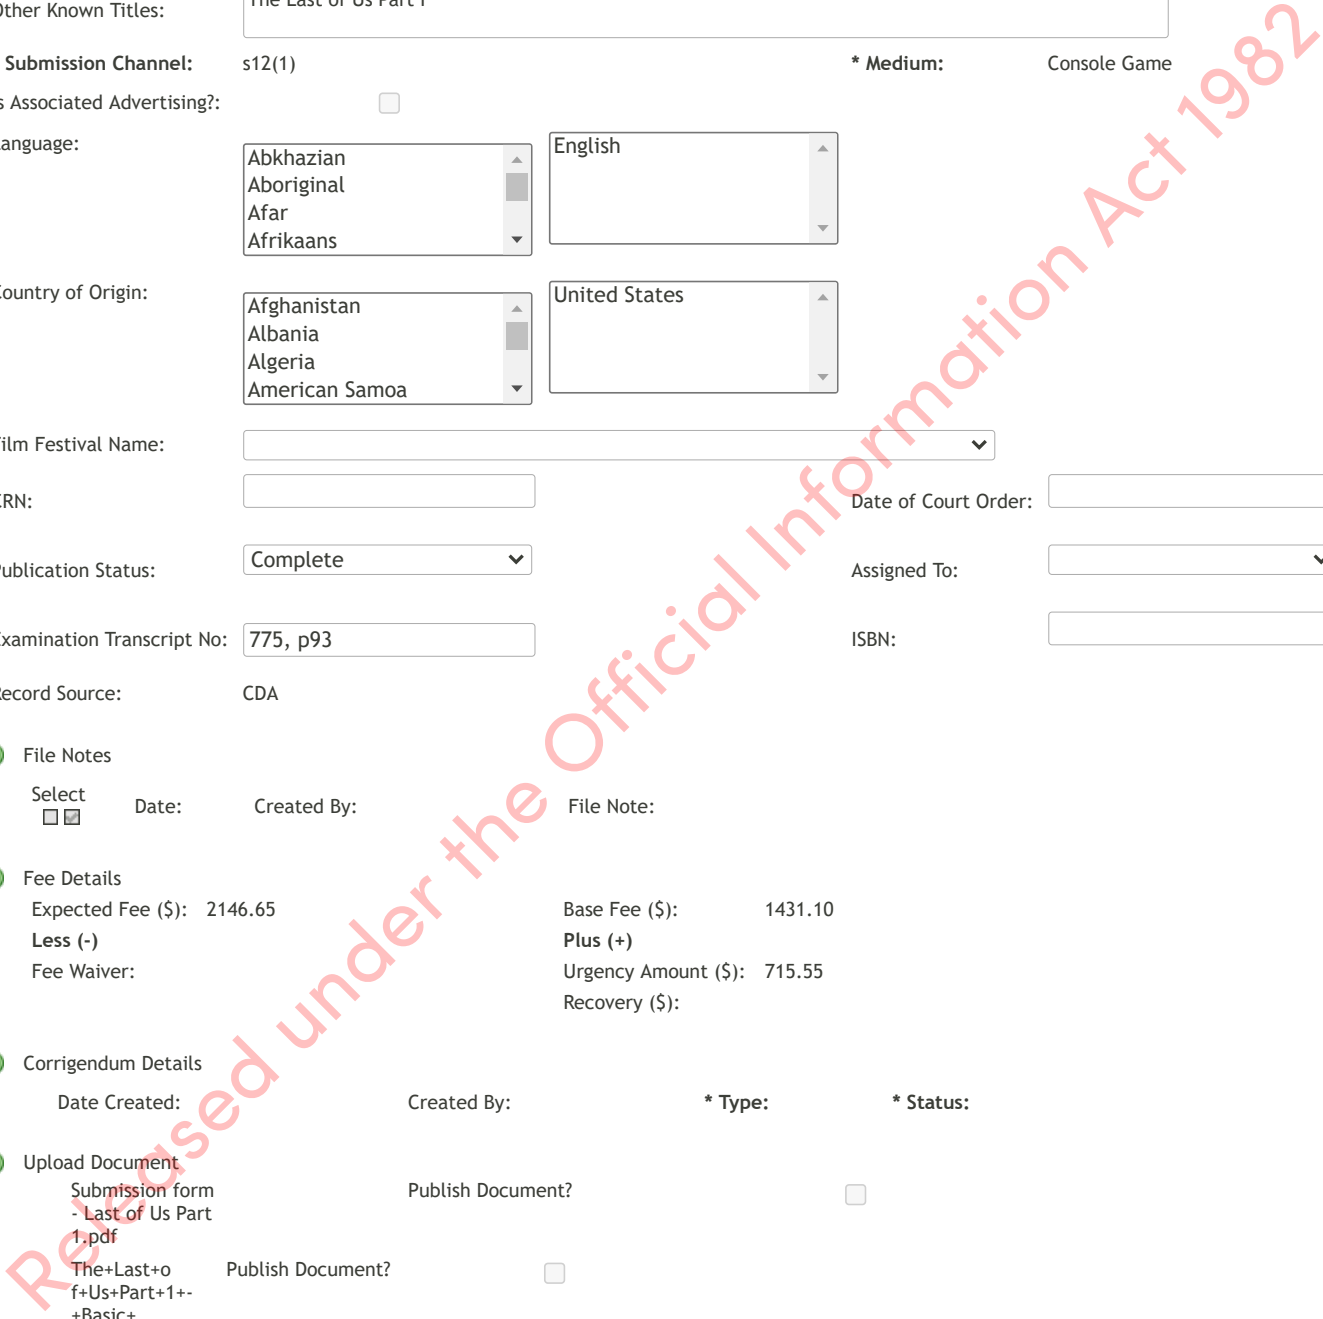 Other Known Titles: The Last of Us Part I
Submission Channel: s12(1) * Medium: Console Game
s Associated Advertising?:
anguage: Abkhazian English
Aboriginal
Afar
Afrikaans
Country of Origin: Afghanistan United States
Albania
Algeria
American Samoa
ilm Festival Name:
CRN: Date of Court Order:
Publication Status: Complete Assigned To:
Examination Transcript No: 775, p93 ISBN:
Record Source: CDA
File Notes
Select Date: Created By: File Note:
Fee Details
Expected Fee ($): 2146.65 Base Fee ($): 1431.10
Less (-) Plus (+)
Fee Waiver: Urgency Amount ($): 715.55
Recovery ($):
Corrigendum Details
Date Created: Created By: * Type: * Status:
Upload Document
Submission form Publish Document?
- Last of Us Part
1.pdf
The+Last+o Publish Document?
f+Us+Part+1+-
+Basic+
Released under the Official Information Act 1982